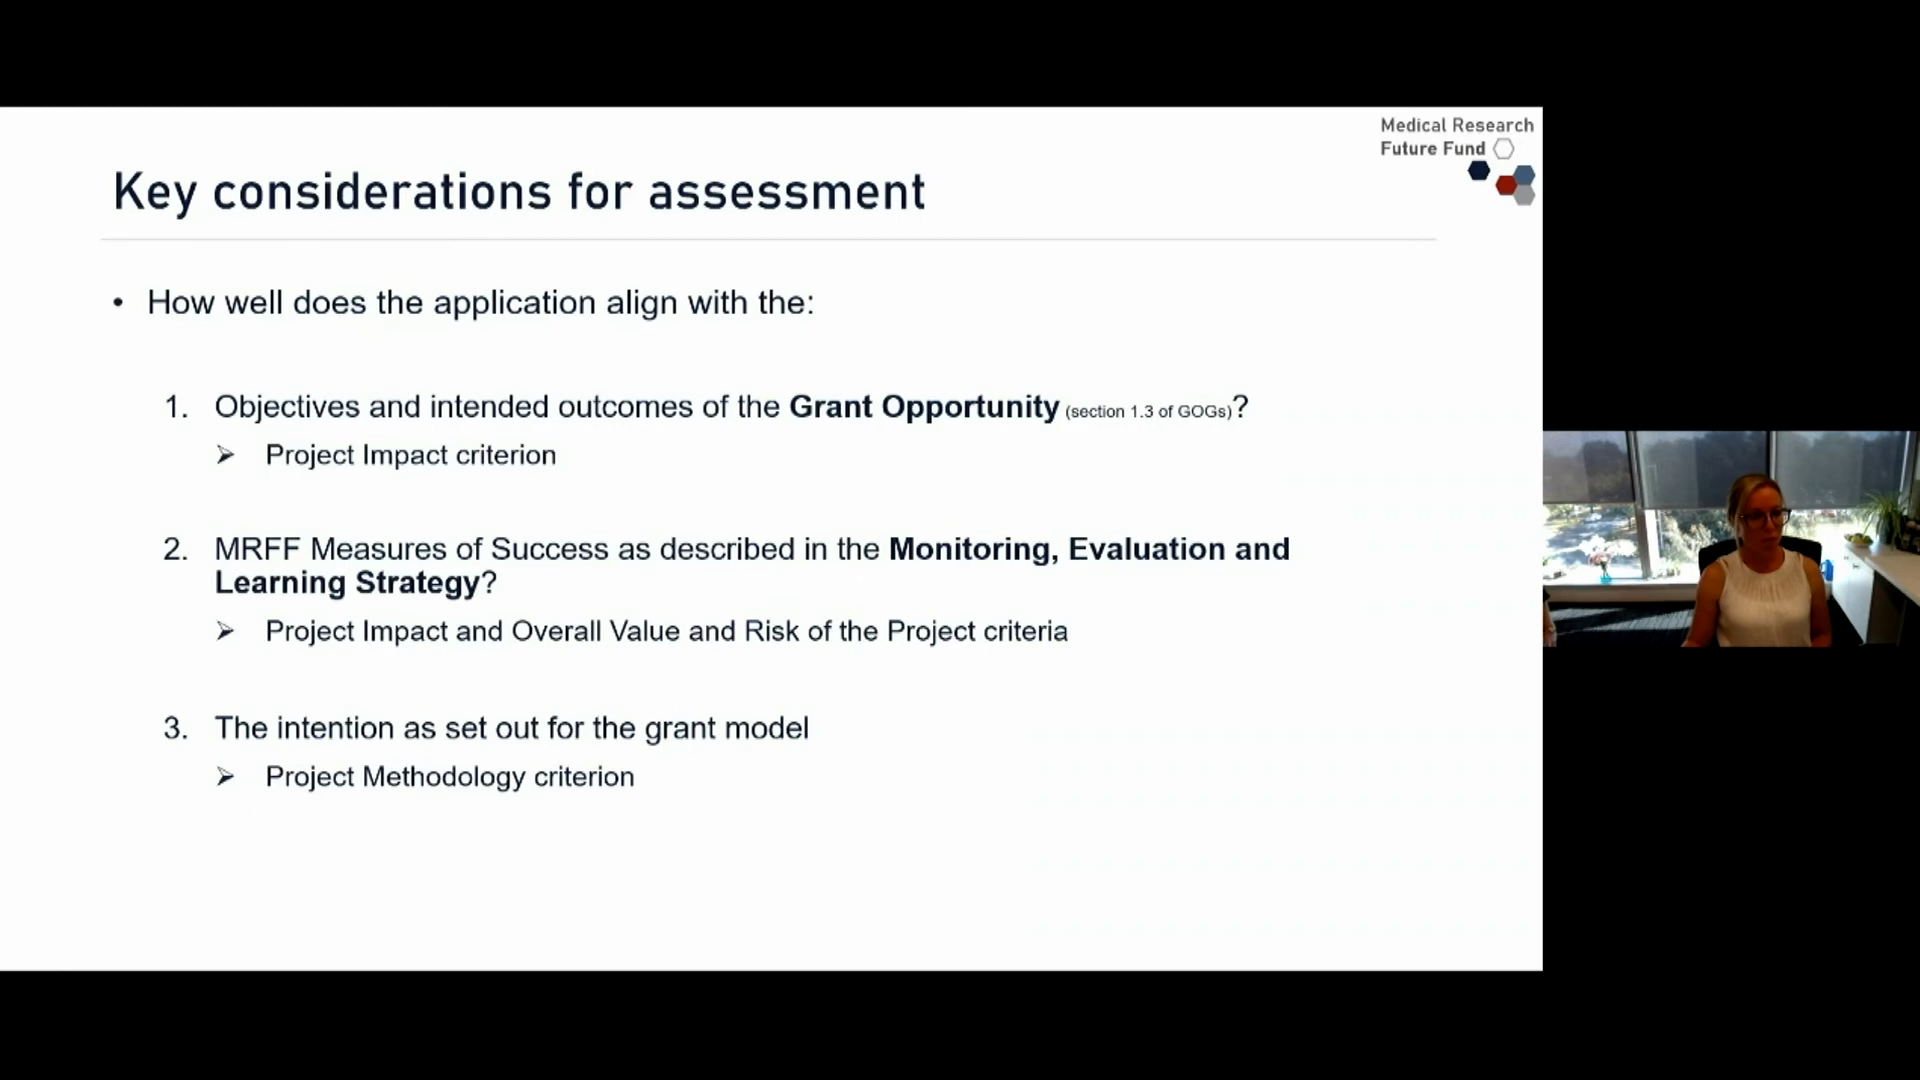 Medical Research
Future Fund
Key considerations for assessment
• How well does the application align with the:
1. Objectives and intended outcomes of the Grant Opportunity (section 1.3 of GOGs)?
➢ Project Impact criterion
2. MRFF Measures of Success as described in the Monitoring, Evaluation and
Learning Strategy?
➢ Project Impact and Overall Value and Risk of the Project criteria
3. The intention as set out for the grant model
➢ Project Methodology criterion